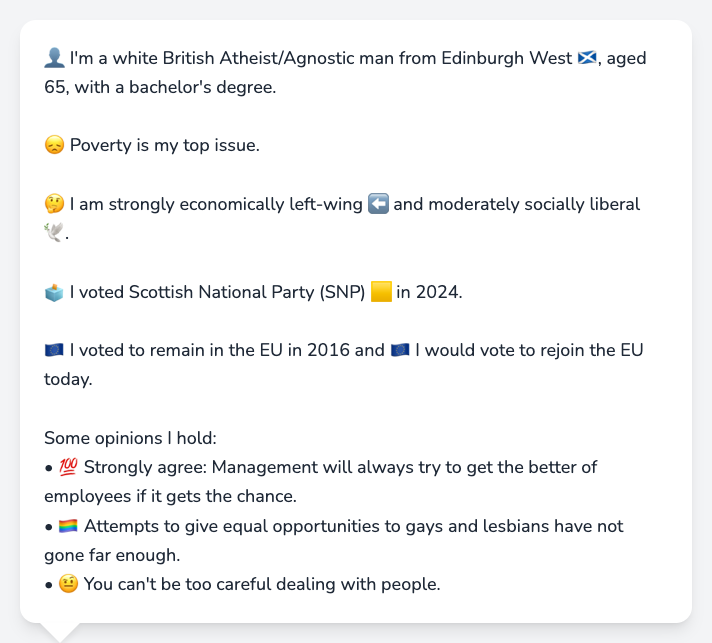 👤 I'm a white British Atheist/Agnostic man from Edinburgh West 🏴󠁧󠁢󠁳󠁣󠁴󠁿, aged
65, with a bachelor's degree.
😞 Poverty is my top issue.
🤔 I am strongly economically left-wing ⬅️ and moderately socially liberal
🕊️.
🗳️ I voted Scottish National Party (SNP) 🟨 in 2024.
🇪🇺 I voted to remain in the EU in 2016 and 🇪🇺 I would vote to rejoin the EU
today.
Some opinions I hold:
• 💯 Strongly agree: Management will always try to get the better of
employees if it gets the chance.
• 🏳️‍🌈 Attempts to give equal opportunities to gays and lesbians have not
gone far enough.
• 🤨 You can't be too careful dealing with people.